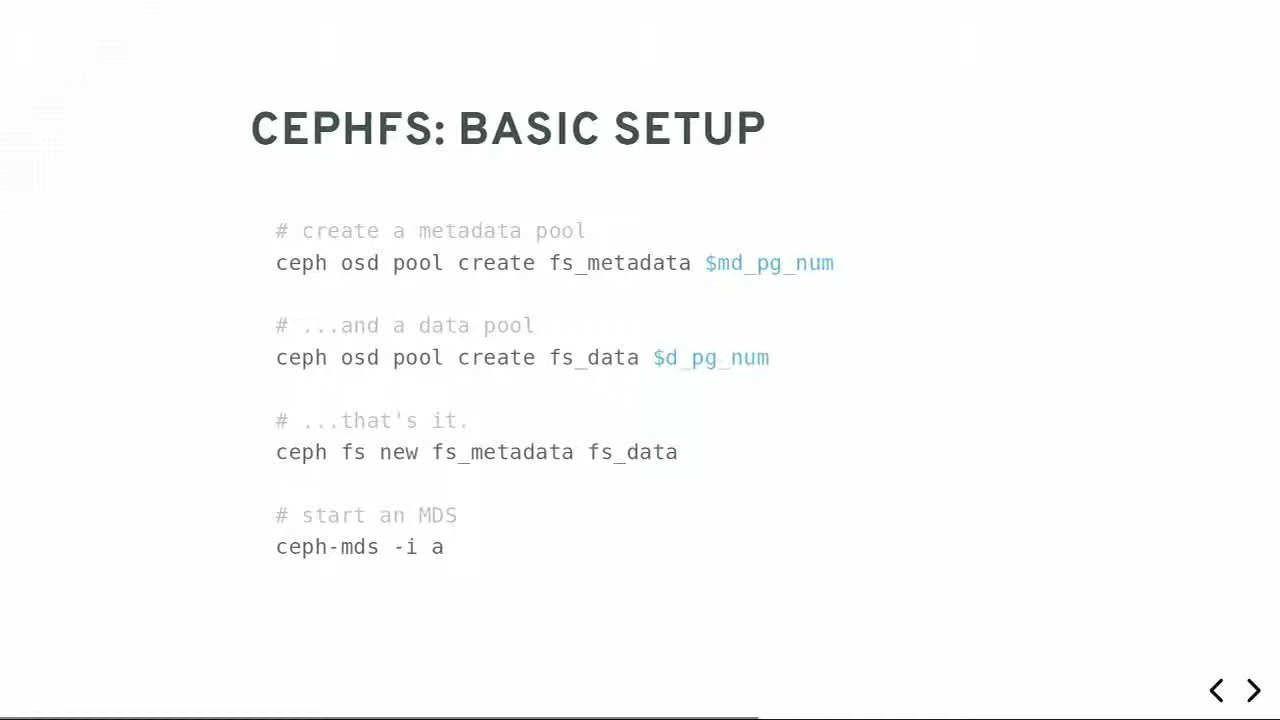 CEPHFS: BASIC SETUP
# create a metadata pool
ceph osd pool create fs_metadata $md_pg_num
# ...and a data pool
ceph osd pool create fs_data $d_pg_num
# ...that's it.
ceph fs new fs_metadata fs_data
# start an MDS
ceph-mds -i a